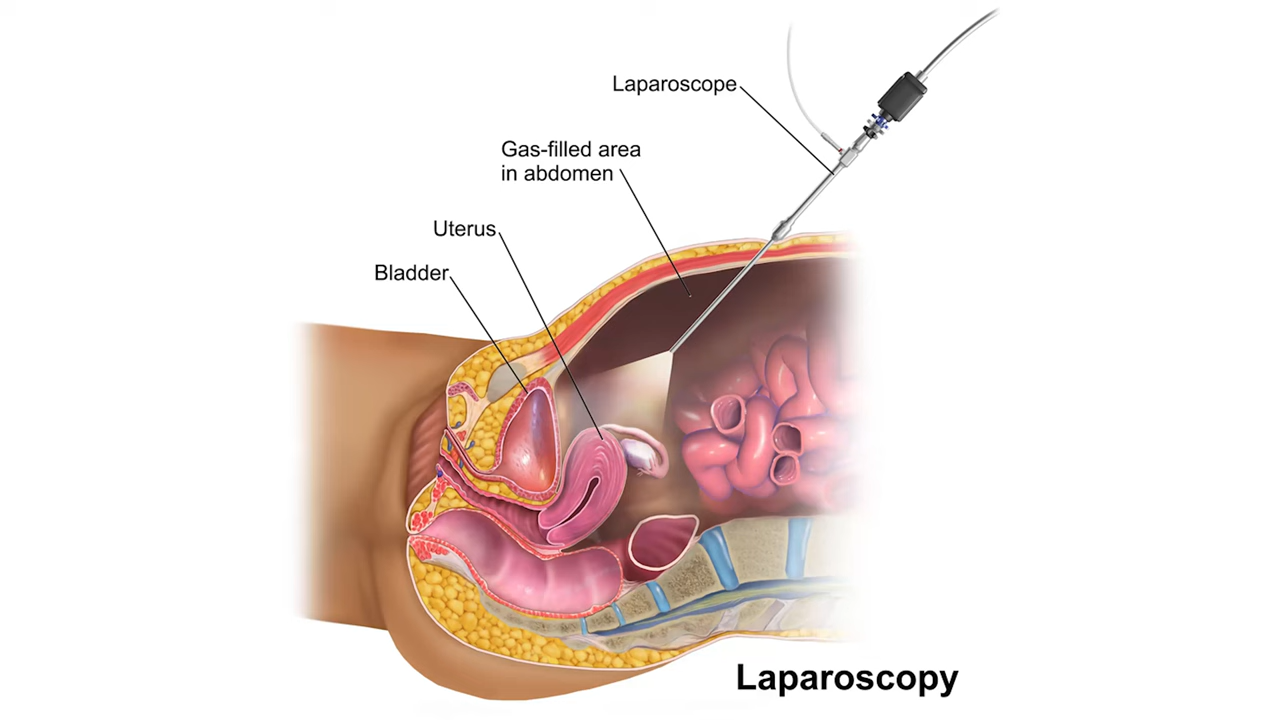 Laparoscope
Gas-filled area
in abdomen
Uterus
Bladder
Laparoscopy